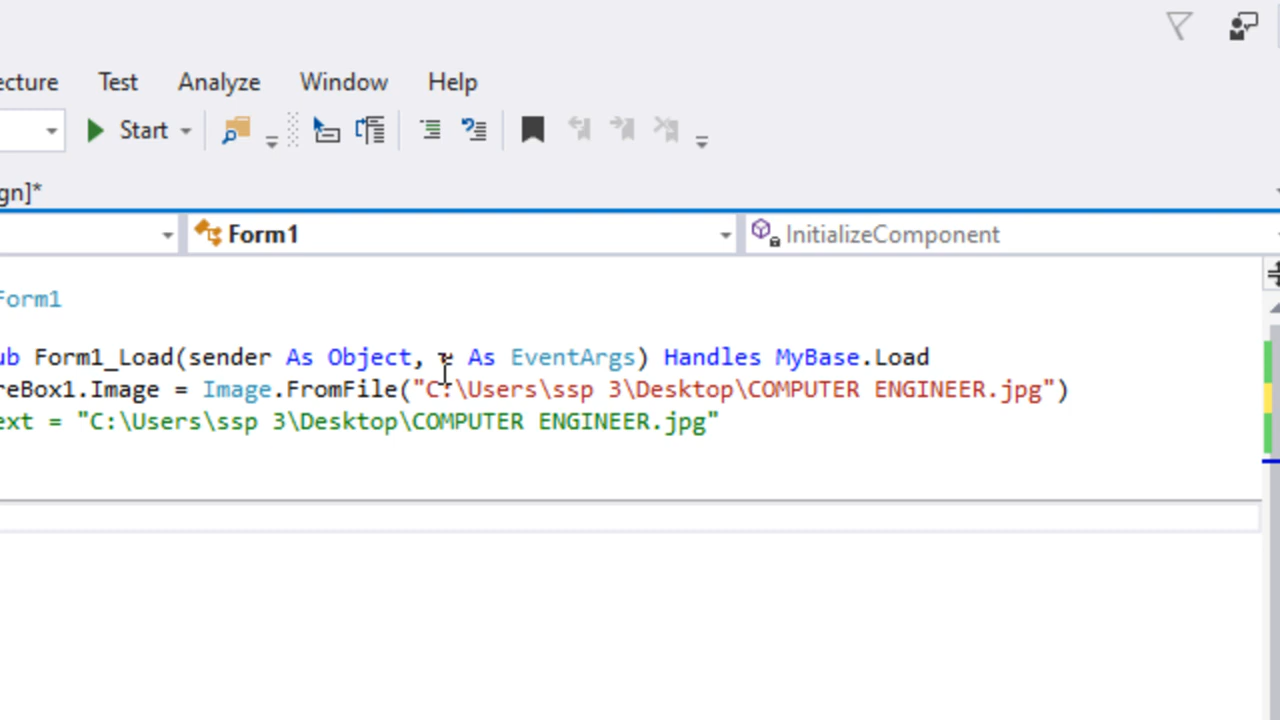 ecture Test Analyze Window Help
Start
gn]*
Form1 InitializeComponent
Form1
ub Form1_Load(sender As Object, e As EventArgs) Handles MyBase.Load
reBox1.Image = Image.FromFile("C:\Users\ssp 3\Desktop\COMPUTER ENGINEER.jpg")
ext = "C:\Users\ssp 3\Desktop\COMPUTER ENGINEER.jpg"